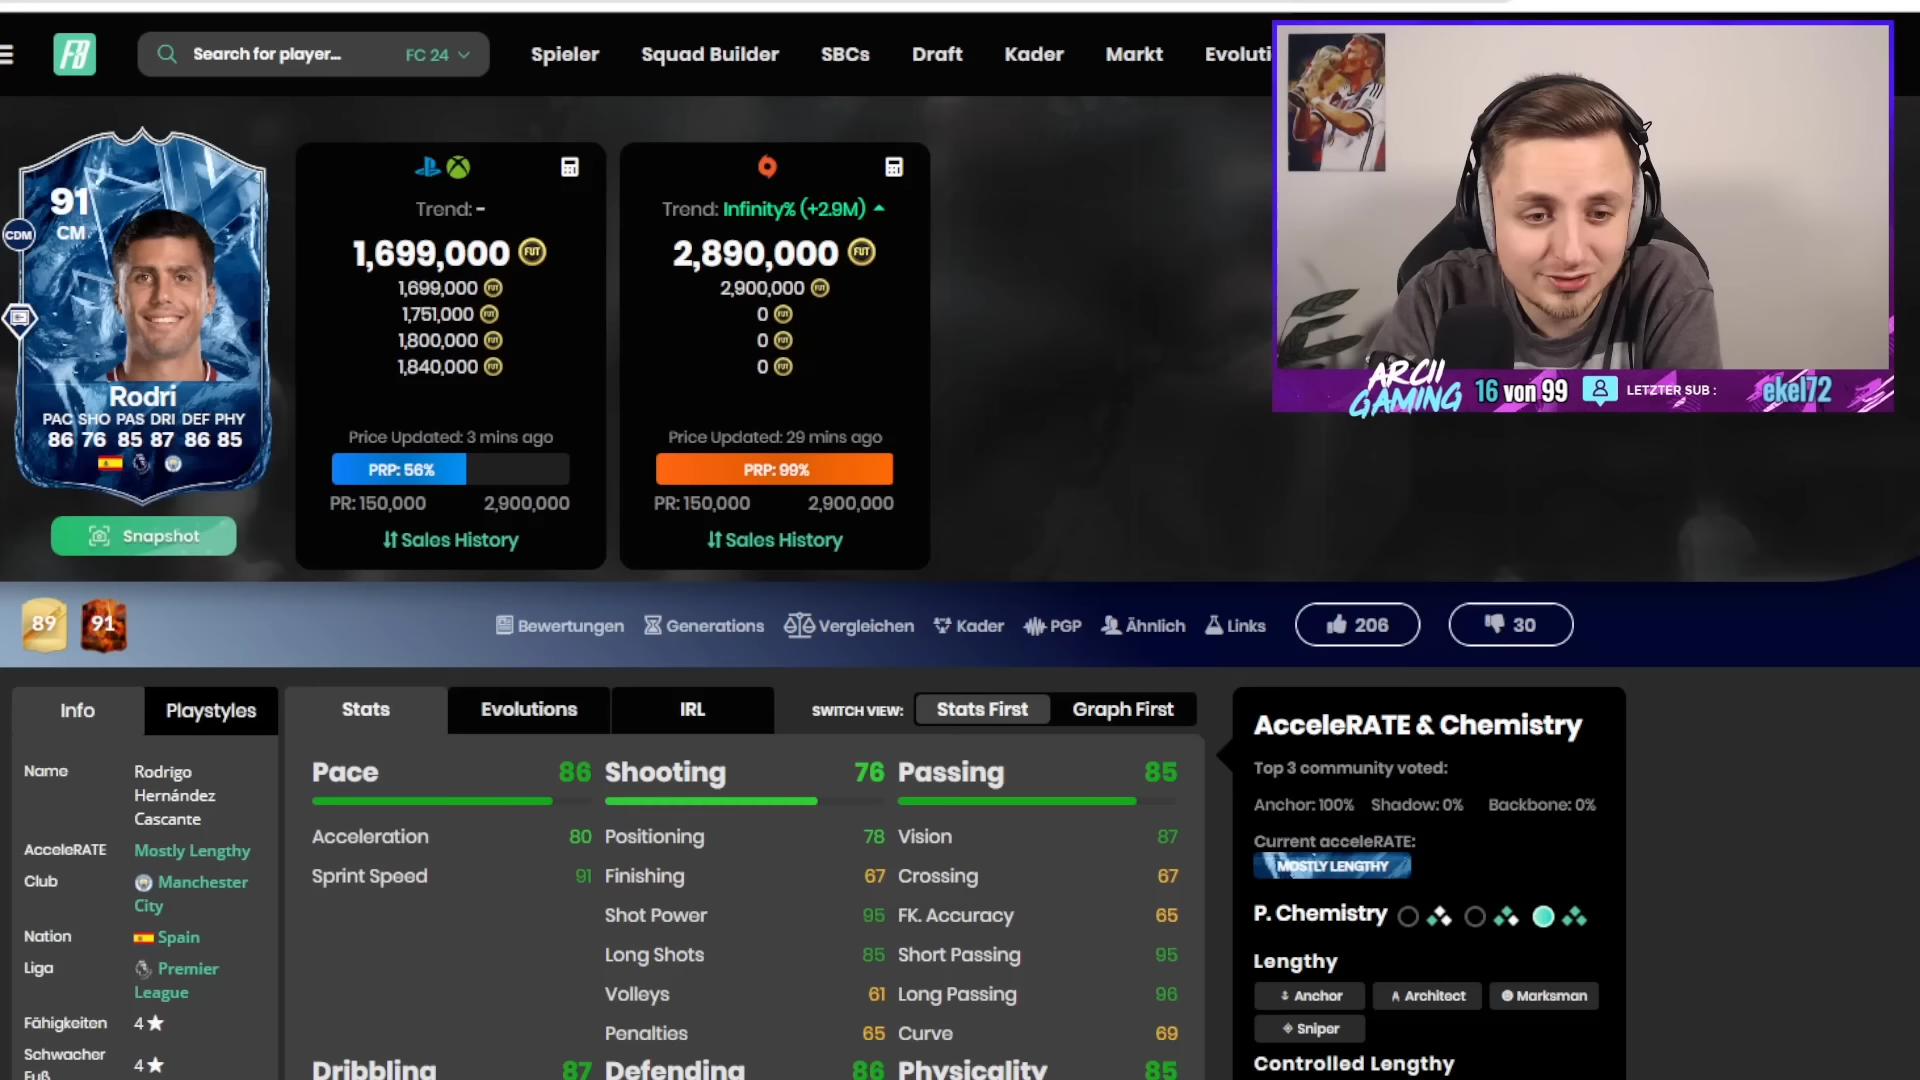 Search for player...
FC 24
Spieler
Squad Builder
SBCs
Draft
Kader
Markt
Evoluti
91
CM
CDM
Rodri
PAC SHO PAS DRI DEF PHY
86 76 85 87 86 85
Snapshot
Trend: -
1,699,000
1,699,000
1,751,000
1,800,000
1,840,000
Price Updated: 3 mins ago
PRP: 56%
PR: 150,000
2,900,000
Sales History
Trend: Infinity% (+2.9M)
2,890,000
2,900,000
0
0
0
Price Updated: 29 mins ago
PRP: 99%
PR: 150,000
2,900,000
Sales History
ARCII
GAMING
16 von 99
LETZTER SUB :
ekel72
89
91
Bewertungen
Generations
Vergleichen
Kader
PGP
Ähnlich
Links
206
30
Info
Playstyles
Name
Rodrigo
Hernández
Cascante
AcceleRATE
Mostly Lengthy
Club
Manchester
City
Nation
Spain
Liga
Premier
League
Fähigkeiten
4
Schwacher
Fuß
4
Stats
Evolutions
IRL
SWITCH VIEW:
Stats First
Graph First
Pace 86
Acceleration 80
Sprint Speed 91
Dribbling 87
Shooting 76
Positioning 78
Finishing 67
Shot Power 95
Long Shots 85
Volleys 61
Penalties 65
Defending 86
Passing 85
Vision 87
Crossing 67
FK. Accuracy 65
Short Passing 95
Long Passing 96
Curve 69
Physicality 85
AcceleRATE & Chemistry
Top 3 community voted:
Anchor: 100% Shadow: 0% Backbone: 0%
Current acceleRATE:
MOSTLY LENGTHY
P. Chemistry
Lengthy
Anchor
Architect
Marksman
Sniper
Controlled Lengthy